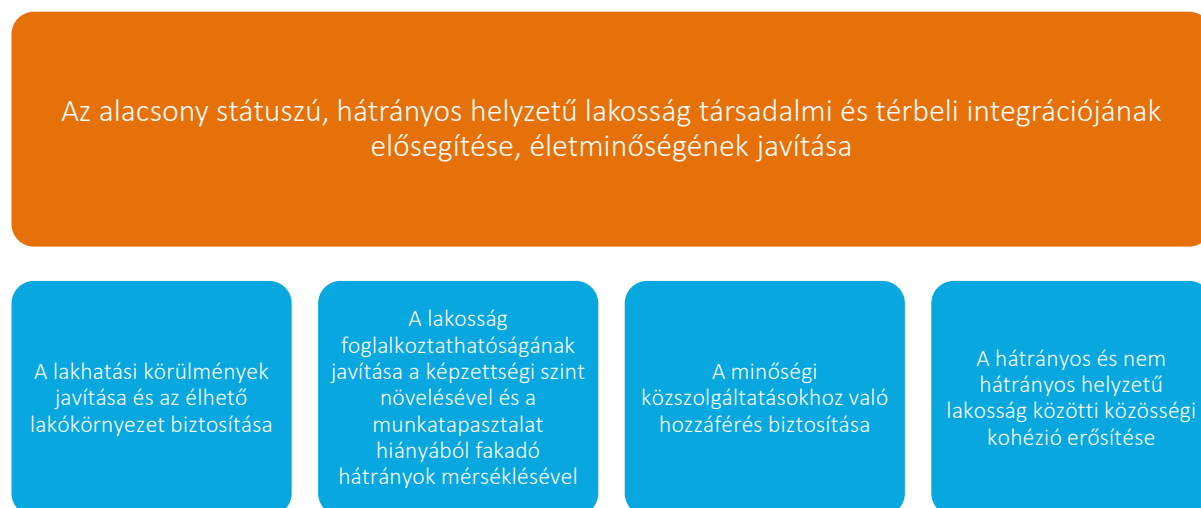 Az alacsony státuszú, hátrányos helyzetű lakosság társadalmi és térbeli integrációjának
elősegítése, életminőségének javítása
A lakhatási körülmények
javítása és az élhető
lakókörnyezet biztosítása
A lakosság
foglalkoztathatóságának
javítása a képzettségi szint
növelésével és a
munkatapasztalat
hiányából fakadó
hátrányok mérséklésével
A minőségi
közszolgáltatásokhoz való
hozzáférés biztosítása
A hátrányos és nem
hátrányos helyzetű
lakosság közötti közösségi
kohézió erősítése